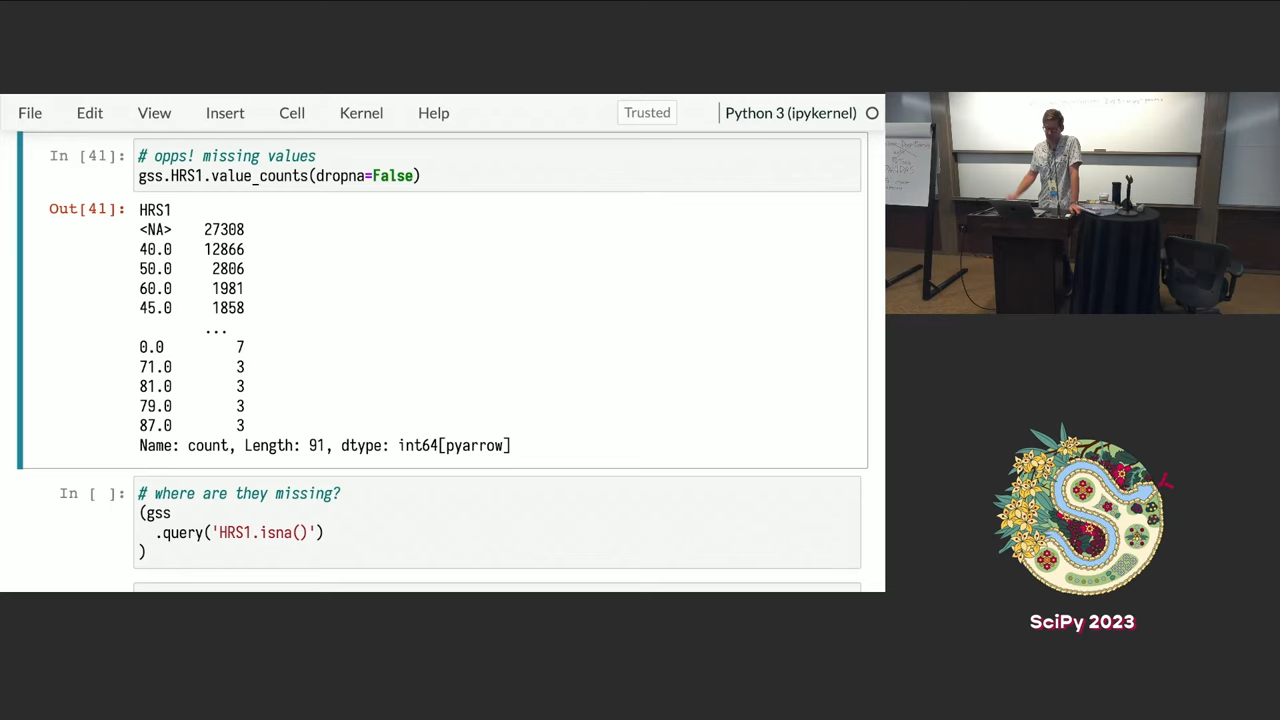 File Edit View Insert Cell Kernel Help Trusted Python 3 (ipykernel)
In [41]: # opps! missing values
gss.HRS1.value_counts(dropna=False)
Out[41]: HRS1
<NA> 27308
40.0 12866
50.0 2806
60.0 1981
45.0 1858
...
0.0 7
71.0 3
81.0 3
79.0 3
87.0 3
Name: count, Length: 91, dtype: int64[pyarrow]
In [ ]: # where are they missing?
(gss
.query('HRS1.isna()')
)
SciPy 2023